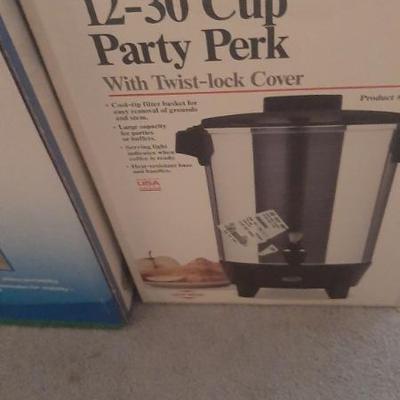 12-30 Cup
Party Perk
With Twist-lock Cover
Product #
• Cook-tip filter basket for
easy removal of grounds
and stem.
• Large capacity
for parties
or buffets.
• Serving light
indicates when
coffee is ready.
• Heat-resistant base
and handles.
USA